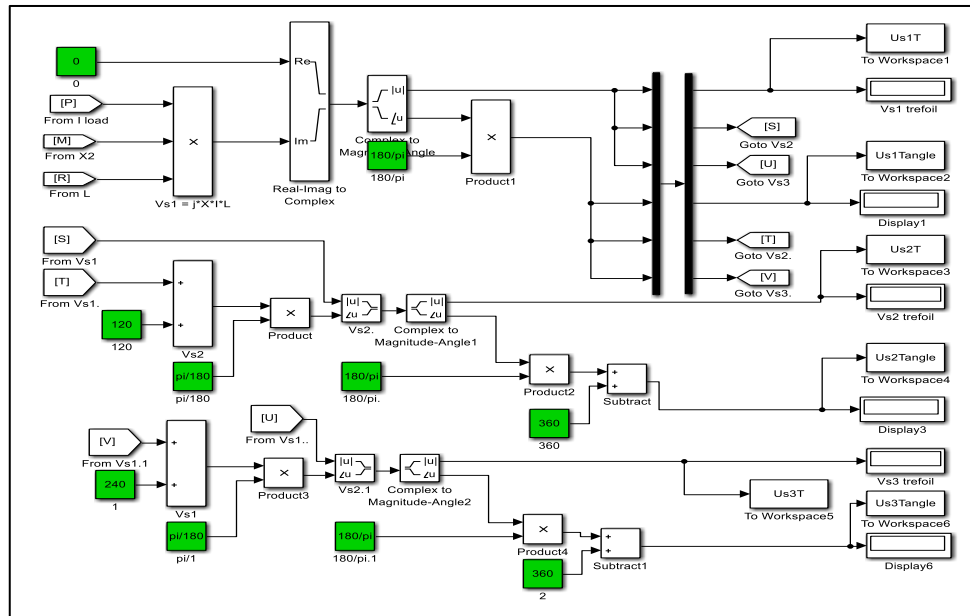 0
0
[P]
From I load
[M]
From X2
[R]
From L
×
Vs1 = j*X*I*L
Re
Im
Real-Imag to
Complex
|u|
∠u
Complex to
Magnitude-Angle
180/pi
180/pi
×
Product1
Us1T
To Workspace1
Vs1 trefoil
[S]
Goto Vs2
[U]
Goto Vs3
Us1Tangle
To Workspace2
Display1
[T]
Goto Vs2.
[V]
Goto Vs3.
Us2T
To Workspace3
Vs2 trefoil
[S]
From Vs1
[T]
From Vs1.
120
120
+
+
Vs2
pi/180
pi/180
×
Product
|u|
∠u
Vs2.
|u|
∠u
Complex to
Magnitude-Angle1
180/pi
180/pi.
×
Product2
360
360
+
+
Subtract
Us2Tangle
To Workspace4
Display3
[V]
From Vs1.1
240
1
+
+
Vs1
pi/180
pi/1
[U]
From Vs1..
×
Product3
|u|
∠u
Vs2.1
|u|
∠u
Complex to
Magnitude-Angle2
180/pi
180/pi.1
×
Product4
360
2
+
+
Subtract1
Vs3 trefoil
Us3T
To Workspace5
Us3Tangle
To Workspace6
Display6